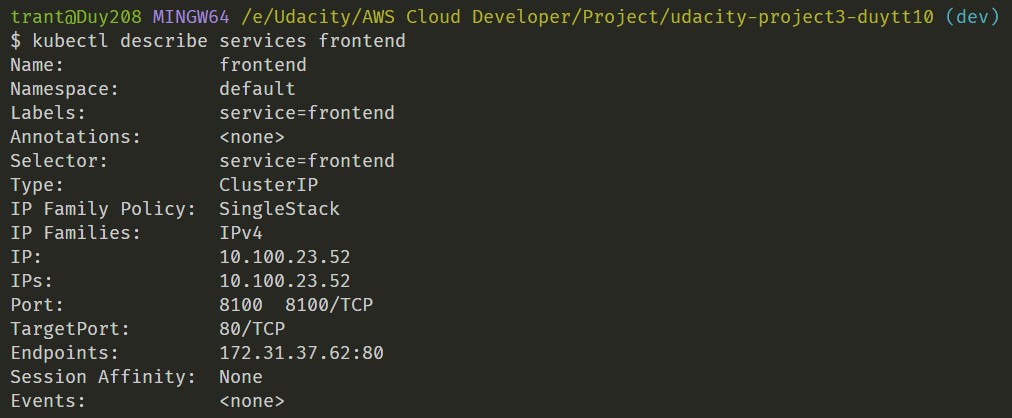 trant@Duy208 MINGW64 /e/Udacity/AWS Cloud Developer/Project/udacity-project3-duytt10 (dev)
$ kubectl describe services frontend
Name:              frontend
Namespace:         default
Labels:            service=frontend
Annotations:       <none>
Selector:          service=frontend
Type:              ClusterIP
IP Family Policy:  SingleStack
IP Families:       IPv4
IP:                10.100.23.52
IPs:               10.100.23.52
Port:              8100  8100/TCP
TargetPort:        80/TCP
Endpoints:         172.31.37.62:80
Session Affinity:  None
Events:            <none>